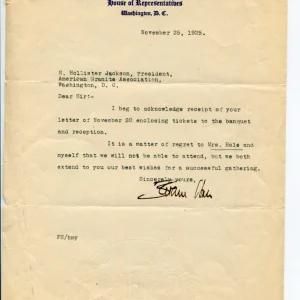 House of Representatives
Washington, D. C.
November 25, 1925.
H. Hollister Jackson, President,
American Granite Association,
Washington, D. C.
Dear Sir:-
I beg to acknowledge receipt of your
letter of November 22 enclosing tickets to the banquet
and reception.
It is a matter of regret to Mrs. Hale and
myself that we will not be able to attend, but we both
extend to you our best wishes for a successful gathering.
Sincerely yours,
FH/hmy